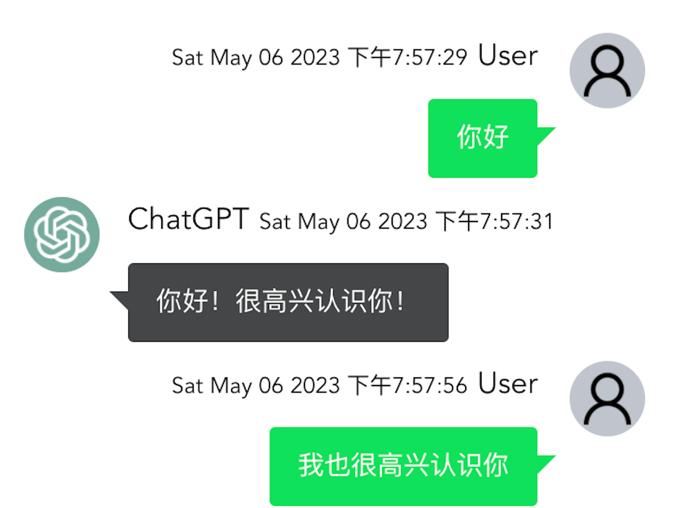 Sat May 06 2023 下午7:57:29 User
你好
ChatGPT Sat May 06 2023 下午7:57:31
你好！很高兴认识你！
Sat May 06 2023 下午7:57:56 User
我也很高兴认识你